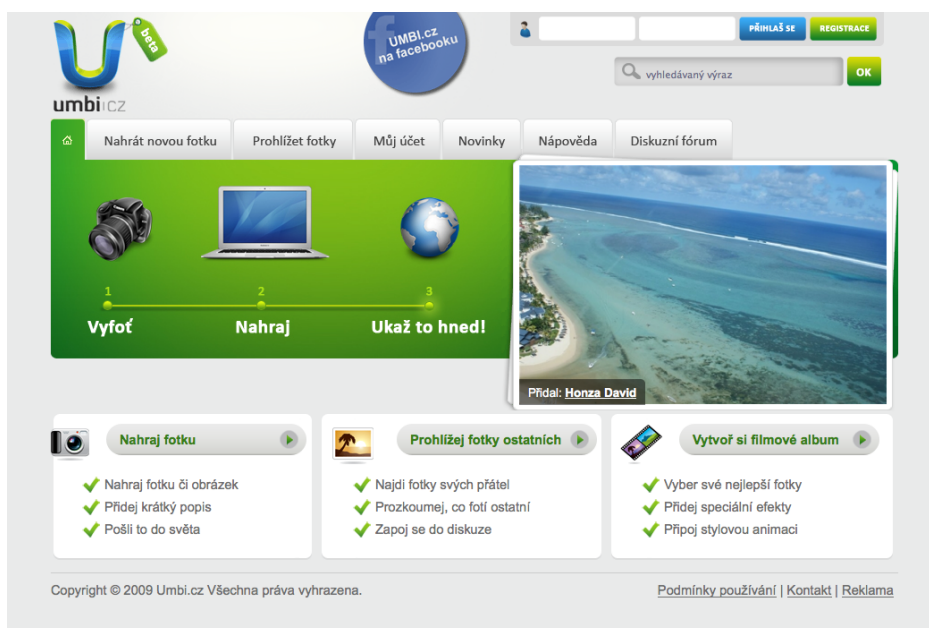 beta
umbi.cz
UMBI.cz
na facebooku
PŘIHLAŠ SE
REGISTRACE
vyhledávaný výraz
OK
Nahrát novou fotku
Prohlížet fotky
Můj účet
Novinky
Nápověda
Diskuzní fórum
1
2
3
Vyfoť
Nahraj
Ukaž to hned!
Přidal: Honza David
Nahraj fotku
Nahraj fotku či obrázek
Přidej krátký popis
Pošli to do světa
Prohlížej fotky ostatních
Najdi fotky svých přátel
Prozkoumej, co fotí ostatní
Zapoj se do diskuze
Vytvoř si filmové album
Vyber své nejlepší fotky
Přidej speciální efekty
Připoj stylovou animaci
Copyright © 2009 Umbi.cz Všechna práva vyhrazena.
Podmínky používání | Kontakt | Reklama